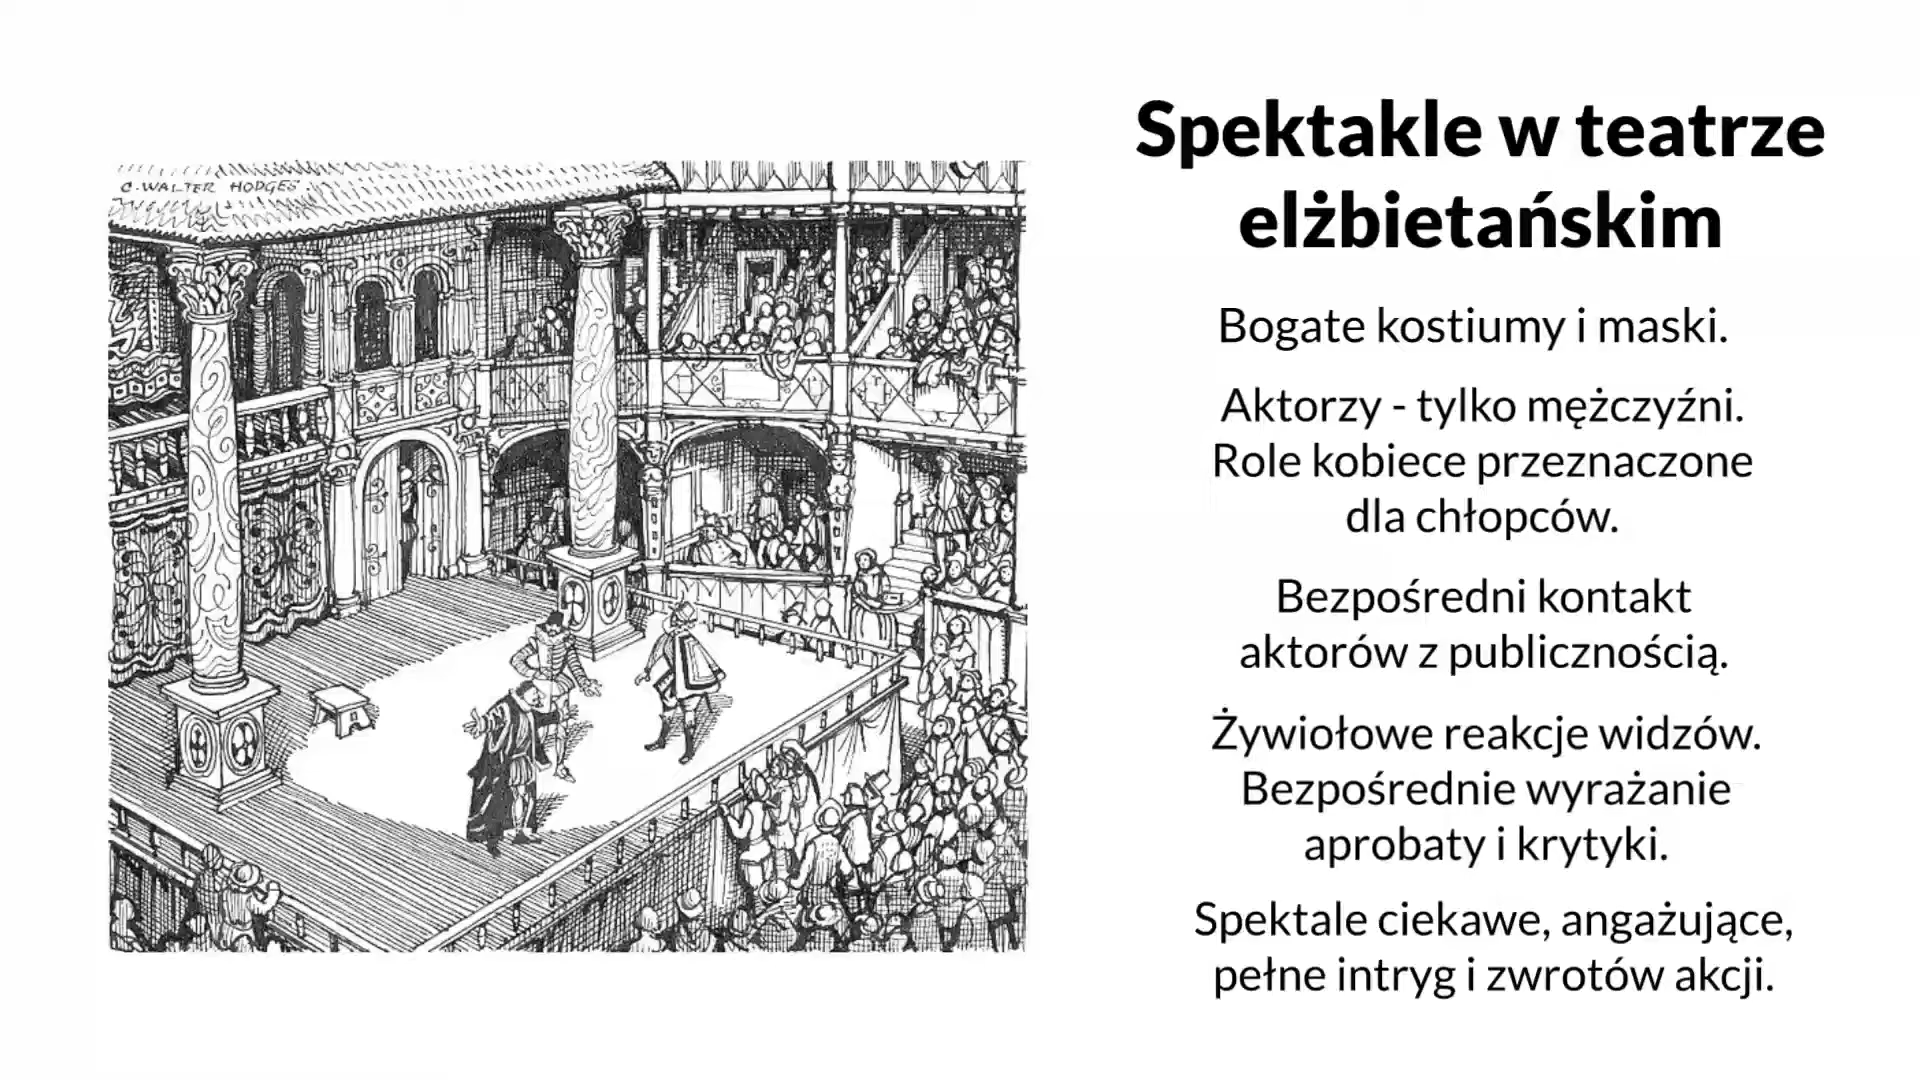 C. WALTER HODGES
Spektakle w teatrze
elżbietańskim
Bogate kostiumy i maski.
Aktorzy - tylko mężczyźni.
Role kobiece przeznaczone
dla chłopców.
Bezpośredni kontakt
aktorów z publicznością.
Żywiołowe reakcje widzów.
Bezpośrednie wyrażanie
aprobaty i krytyki.
Spektale ciekawe, angażujące,
pełne intryg i zwrotów akcji.